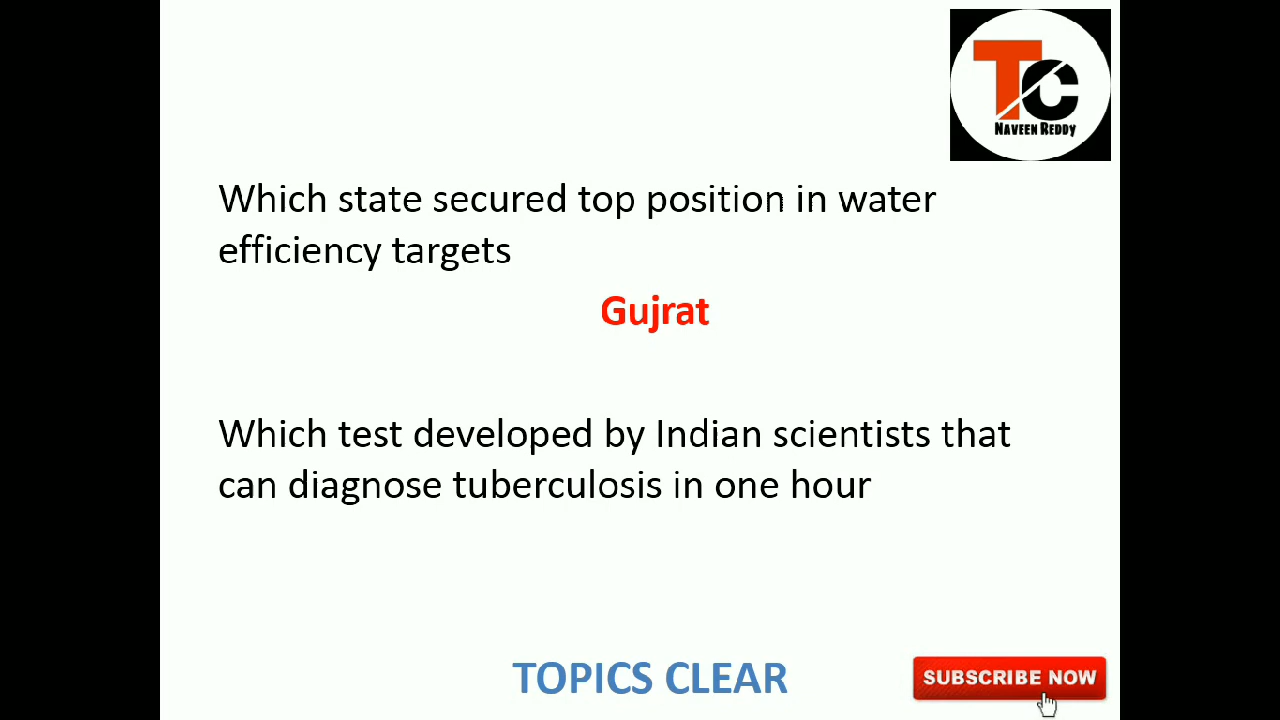 TC
NAVEEN REDDY
Which state secured top position in water
efficiency targets
Gujrat
Which test developed by Indian scientists that
can diagnose tuberculosis in one hour
TOPICS CLEAR
SUBSCRIBE NOW